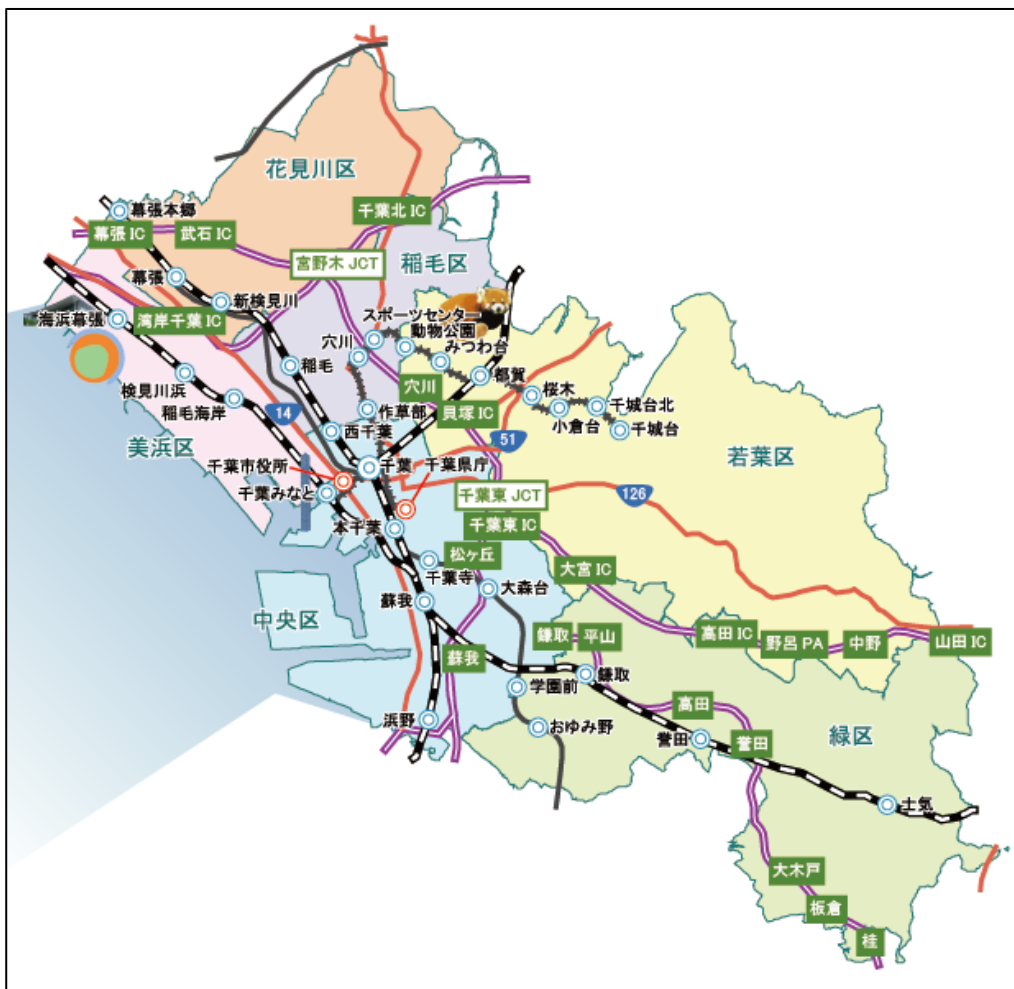 花見川区
幕張本郷
千葉北 IC
幕張 IC
武石 IC
宮野木 JCT
稲毛区
幕張
新検見川
海浜幕張
湾岸千葉 IC
スポーツセンター
動物公園
みつわ台
穴川
稲毛
都賀
検見川浜
穴川
桜木
千城台北
稲毛海岸
14
作草部
貝塚 IC
小倉台
千城台
西千葉
51
美浜区
若葉区
千葉市役所
千葉
千葉県庁
千葉みなと
千葉東 JCT
126
本千葉
千葉東 IC
松ヶ丘
千葉寺
大宮 IC
大森台
蘇我
中央区
鎌取
平山
高田 IC
野呂 PA
中野
山田 IC
蘇我
鎌取
学園前
高田
浜野
おゆみ野
誉田
誉田
緑区
土気
大木戸
板倉
桂